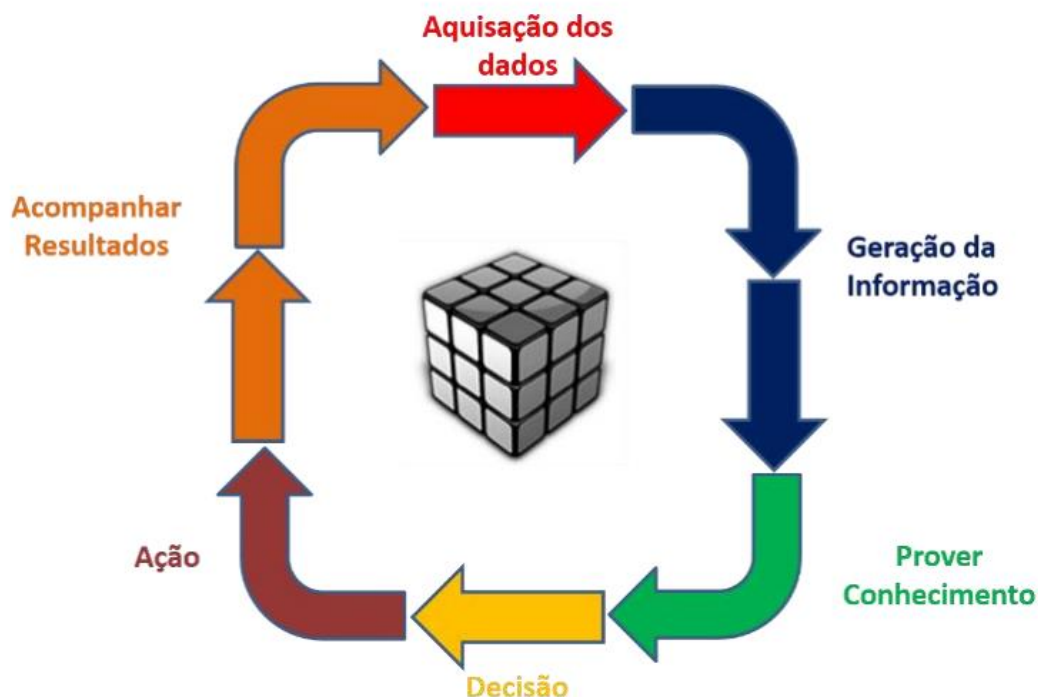 Aquisação dos
dados
Geração da
Informação
Prover
Conhecimento
Decisão
Ação
Acompanhar
Resultados